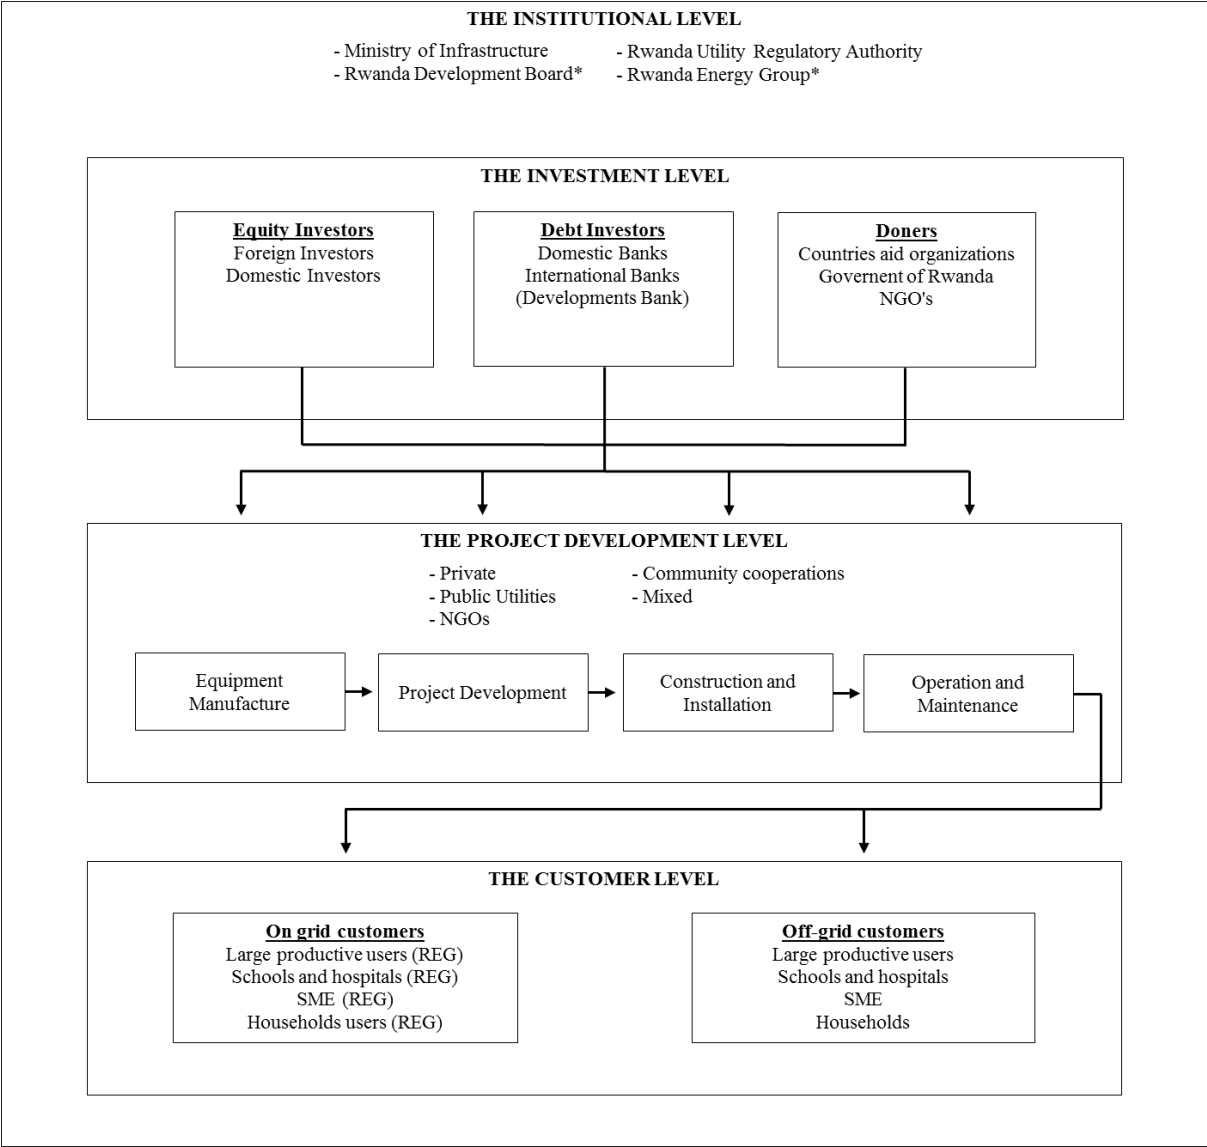 THE INSTITUTIONAL LEVEL
- Ministry of Infrastructure
- Rwanda Development Board*
- Rwanda Utility Regulatory Authority
- Rwanda Energy Group*
THE INVESTMENT LEVEL
Equity Investors
Foreign Investors
Domestic Investors
Debt Investors
Domestic Banks
International Banks
(Developments Bank)
Doners
Countries aid organizations
Governent of Rwanda
NGO's
THE PROJECT DEVELOPMENT LEVEL
- Private
- Public Utilities
- NGOs
- Community cooperations
- Mixed
Equipment
Manufacture
Project Development
Construction and
Installation
Operation and
Maintenance
THE CUSTOMER LEVEL
On grid customers
Large productive users (REG)
Schools and hospitals (REG)
SME (REG)
Households users (REG)
Off-grid customers
Large productive users
Schools and hospitals
SME
Households